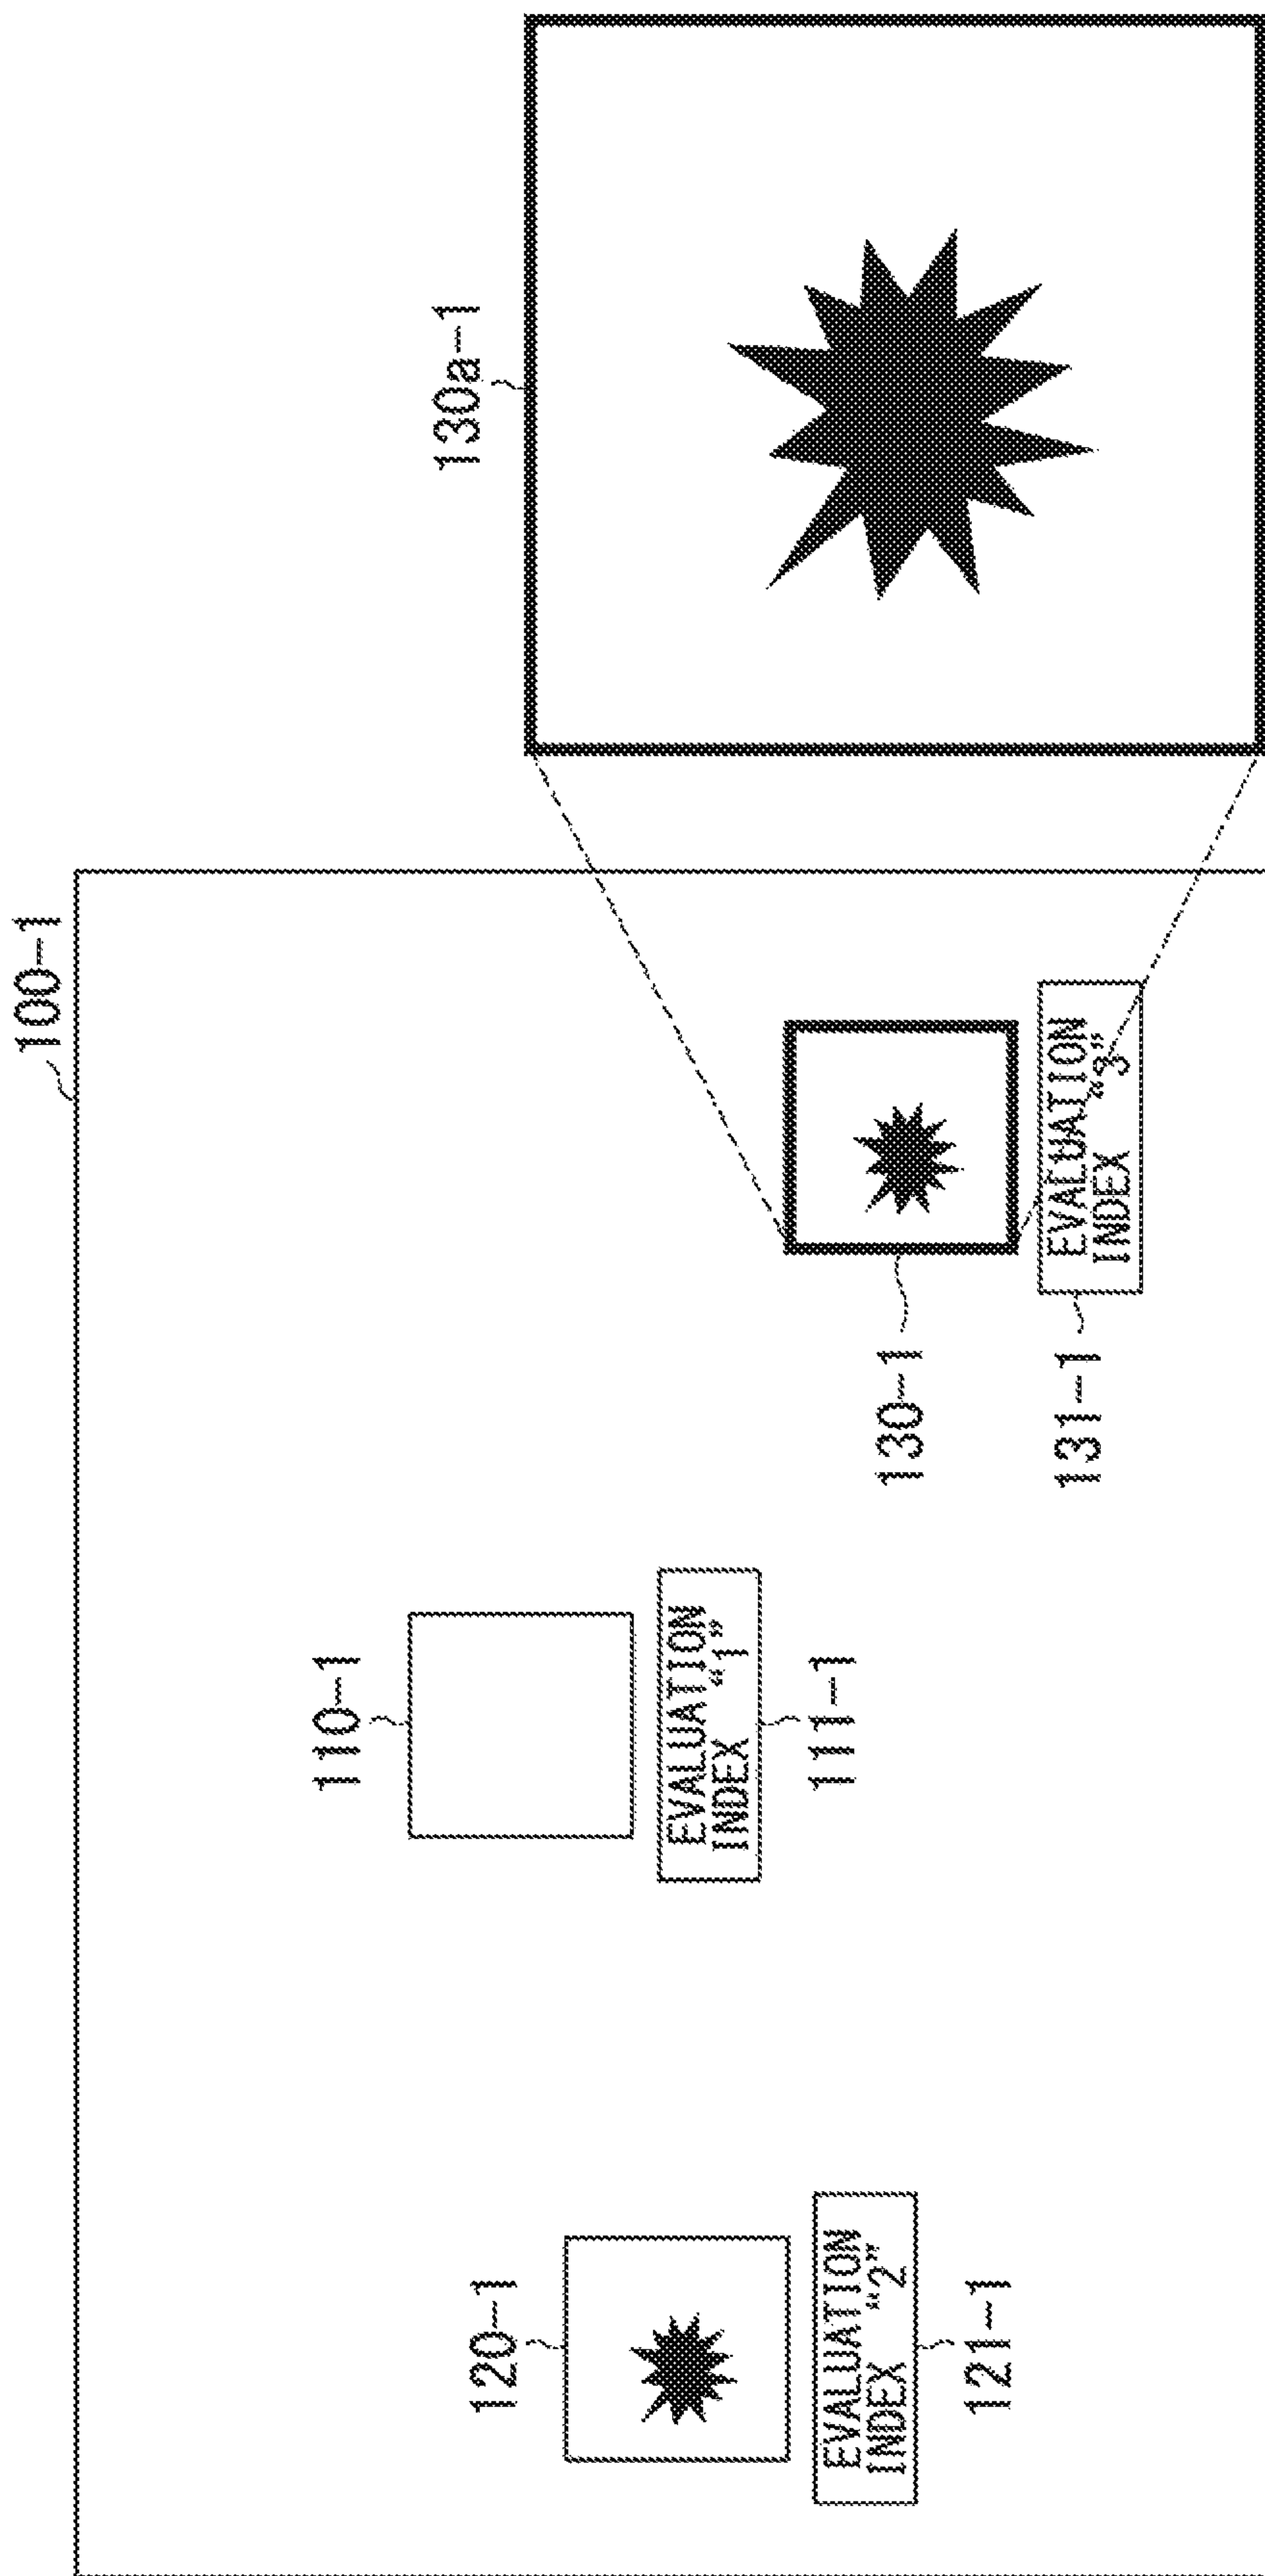 100-1
130a-1
110-1
EVALUATION
INDEX “1”
111-1
120-1
EVALUATION
INDEX “2”
121-1
130-1
EVALUATION
INDEX “3”
131-1